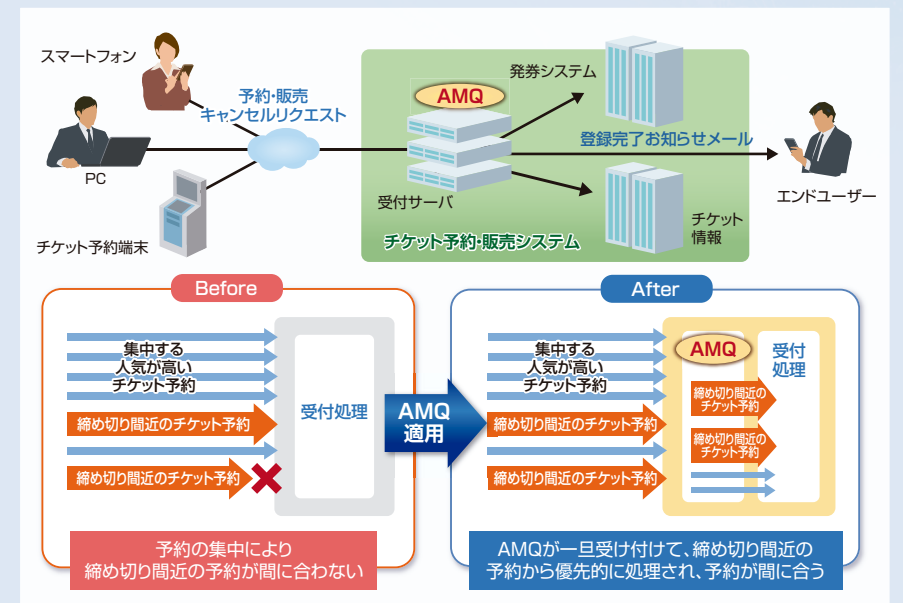 スマートフォン
予約・販売
キャンセルリクエスト
PC
チケット予約端末
AMQ
受付サーバ
発券システム
登録完了お知らせメール
チケット
情報
チケット予約・販売システム
エンドユーザー
Before
集中する
人気が高い
チケット予約
締め切り間近のチケット予約
締め切り間近のチケット予約
受付処理
予約の集中により
締め切り間近の予約が間に合わない
AMQ
適用
After
集中する
人気が高い
チケット予約
締め切り間近のチケット予約
締め切り間近のチケット予約
AMQ
受付
処理
締め切り間近の
チケット予約
締め切り間近の
チケット予約
AMQが一旦受け付けて、締め切り間近の
予約から優先的に処理され、予約が間に合う